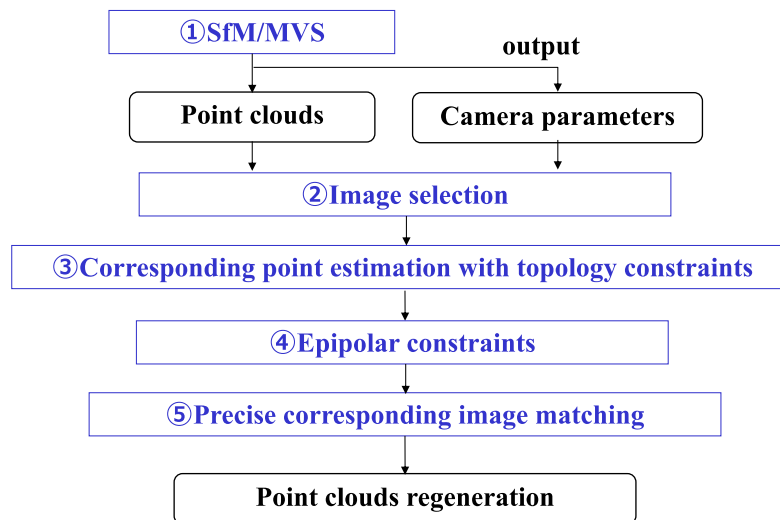 ①SfM/MVS
output
Point clouds
Camera parameters
②Image selection
③Corresponding point estimation with topology constraints
④Epipolar constraints
⑤Precise corresponding image matching
Point clouds regeneration